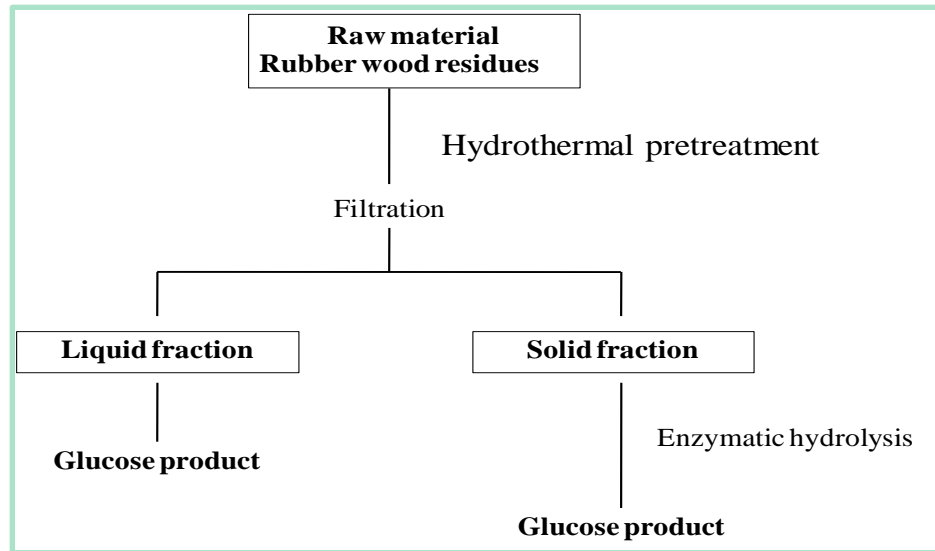 Raw material
Rubber wood residues
Hydrothermal pretreatment
Filtration
Liquid fraction
Solid fraction
Enzymatic hydrolysis
Glucose product
Glucose product